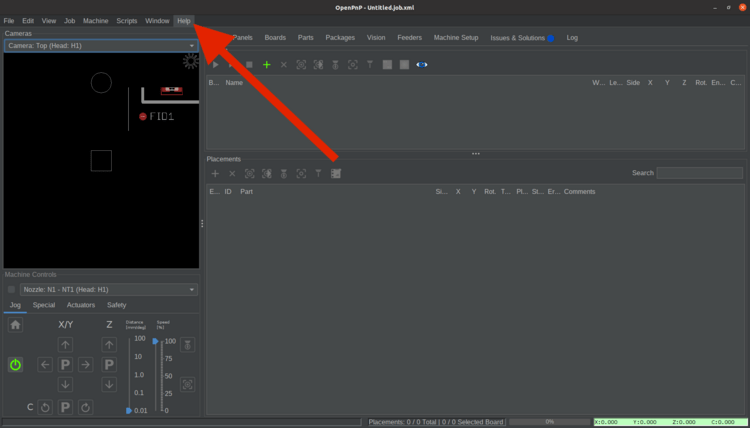 OpenPnP - Untitled.job.xml
File Edit View Job Machine Scripts Window Help
Cameras
Camera: Top (Head: H1)
FID1
Panels Boards Parts Packages Vision Feeders Machine Setup Issues & Solutions Log
B... Name W... Le... Side X Y Z Rot. En... C...
Placements
Search
E... ID Part Si... X Y Rot. T... Pl... St... Er... Comments
Machine Controls
Nozzle: N1 - NT1 (Head: H1)
Jog Special Actuators Safety
X/Y Z Distance [mm/deg] Speed [%]
100 100
10 75
P P
1.0 50
0.1 25
C P 0.01 0
Placements: 0 / 0 Total | 0 / 0 Selected Board 0% X:0.000 Y:0.000 Z:0.000 C:0.000